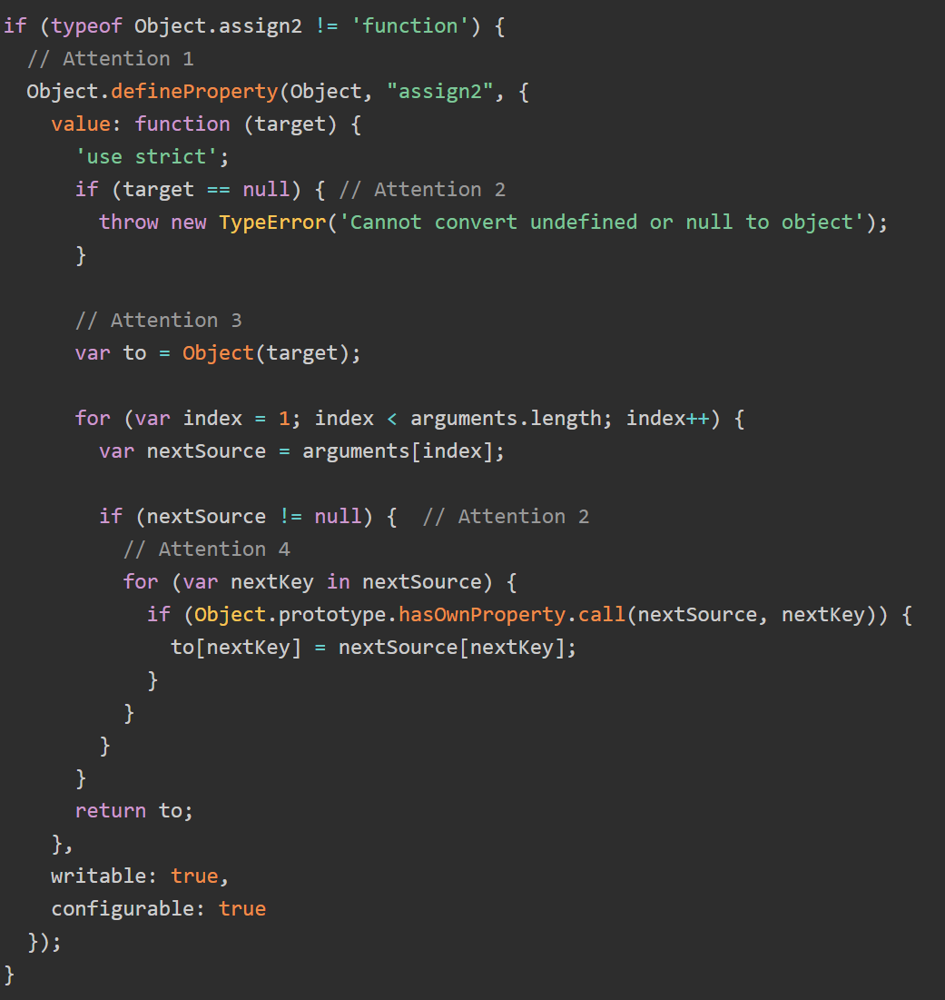 if (typeof Object.assign2 != 'function') {
  // Attention 1
  Object.defineProperty(Object, "assign2", {
    value: function (target) {
      'use strict';
      if (target == null) { // Attention 2
        throw new TypeError('Cannot convert undefined or null to object');
      }

      // Attention 3
      var to = Object(target);

      for (var index = 1; index < arguments.length; index++) {
        var nextSource = arguments[index];

        if (nextSource != null) {  // Attention 2
          // Attention 4
          for (var nextKey in nextSource) {
            if (Object.prototype.hasOwnProperty.call(nextSource, nextKey)) {
              to[nextKey] = nextSource[nextKey];
            }
          }
        }
      }
      return to;
    },
    writable: true,
    configurable: true
  });
}